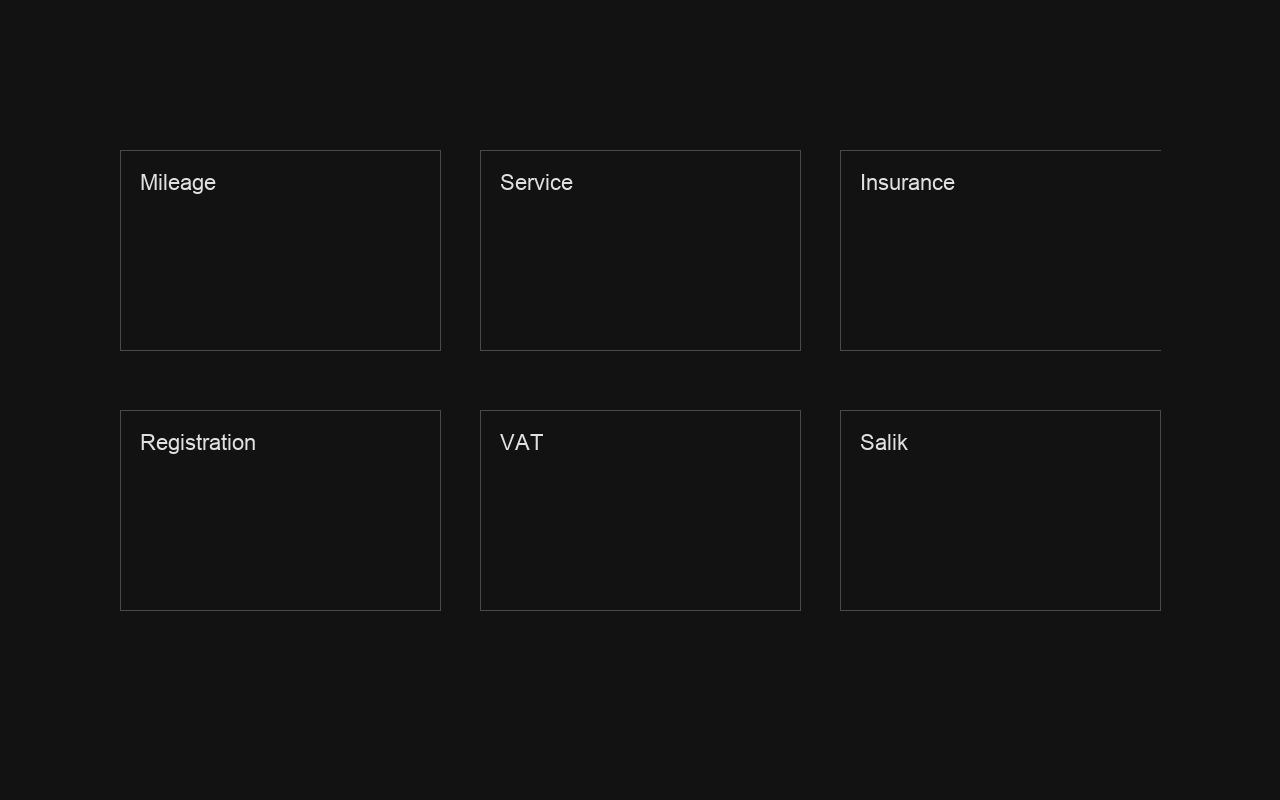 Mileage
Service
Insurance
Registration
VAT
Salik